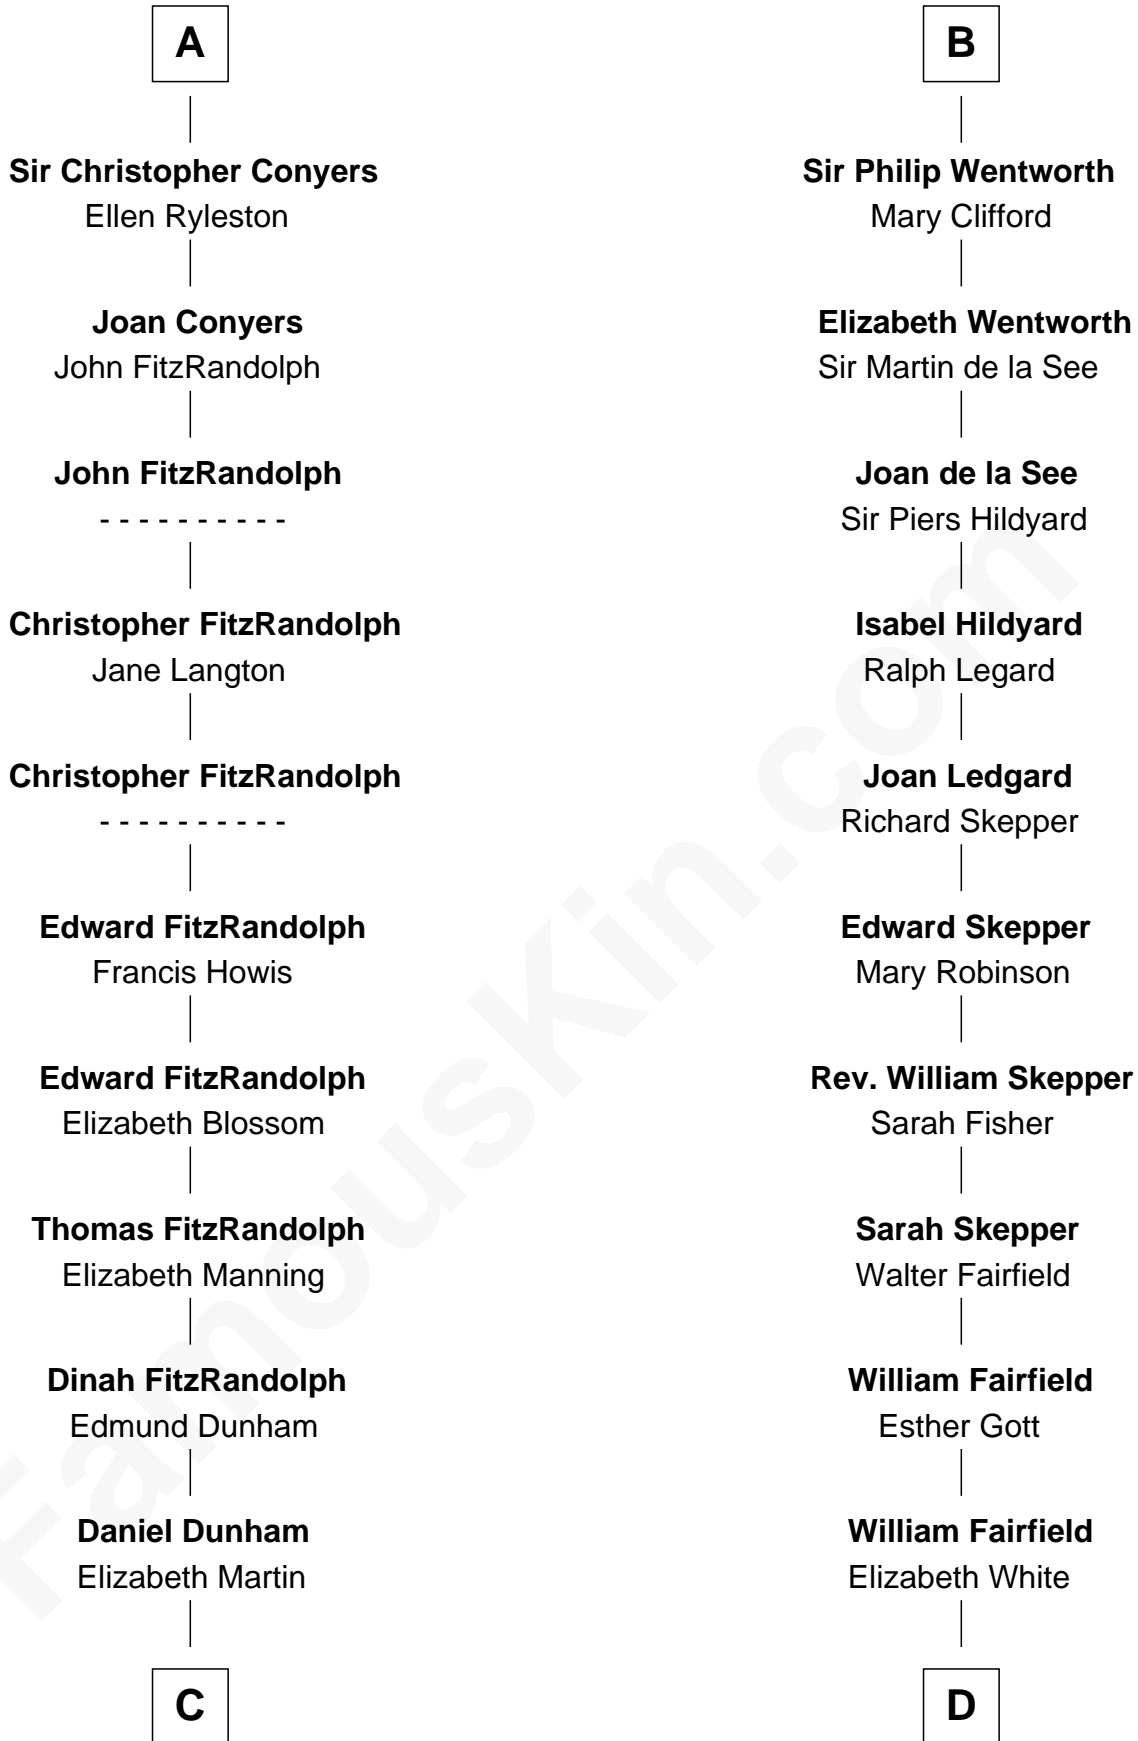 A
Sir Christopher Conyers
Ellen Ryleston
Joan Conyers
John FitzRandolph
John FitzRandolph
- - - - - - - - - -
Christopher FitzRandolph
Jane Langton
Christopher FitzRandolph
- - - - - - - - - -
Edward FitzRandolph
Francis Howis
Edward FitzRandolph
Elizabeth Blossom
Thomas FitzRandolph
Elizabeth Manning
Dinah FitzRandolph
Edmund Dunham
Daniel Dunham
Elizabeth Martin
C
B
Sir Philip Wentworth
Mary Clifford
Elizabeth Wentworth
Sir Martin de la See
Joan de la See
Sir Piers Hildyard
Isabel Hildyard
Ralph Legard
Joan Ledgard
Richard Skepper
Edward Skepper
Mary Robinson
Rev. William Skepper
Sarah Fisher
Sarah Skepper
Walter Fairfield
William Fairfield
Esther Gott
William Fairfield
Elizabeth White
D
FamousKin.com